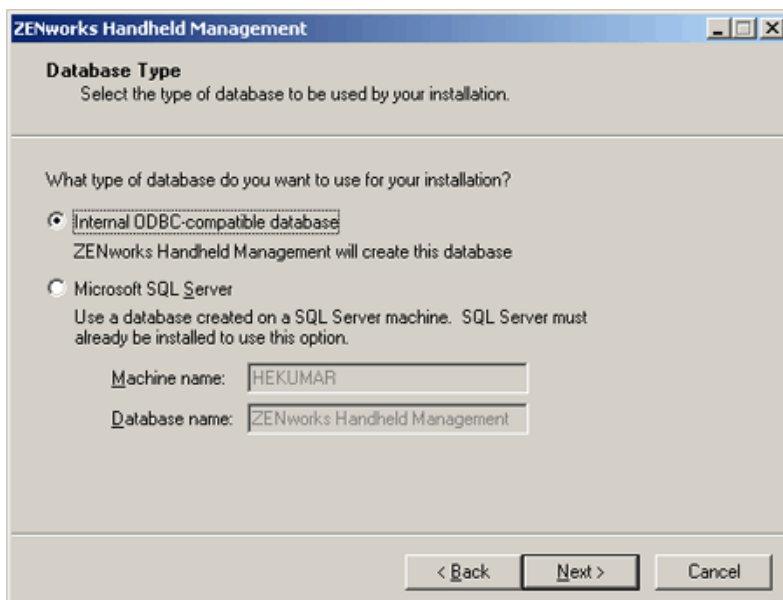 ZENworks Handheld Management
Database Type
Select the type of database to be used by your installation.
What type of database do you want to use for your installation?
Internal ODBC-compatible database
ZENworks Handheld Management will create this database
Microsoft SQL Server
Use a database created on a SQL Server machine. SQL Server must
already be installed to use this option.
Machine name: HEKUMAR
Database name: ZENworks Handheld Management
< Back Next > Cancel